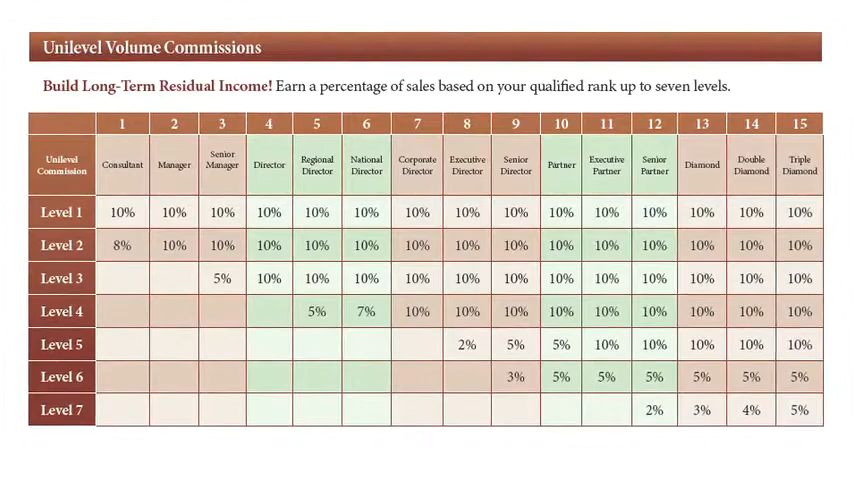 Unilevel Volume Commissions
Build Long-Term Residual Income! Earn a percentage of sales based on your qualified rank up to seven levels.
1 2 3 4 5 6 7 8 9 10 11 12 13 14 15
Unilevel Commission Consultant Manager Senior Manager Director Regional Director National Director Corporate Director Executive Director Senior Director Partner Executive Partner Senior Partner Diamond Double Diamond Triple Diamond
Level 1 10% 10% 10% 10% 10% 10% 10% 10% 10% 10% 10% 10% 10% 10% 10%
Level 2 8% 10% 10% 10% 10% 10% 10% 10% 10% 10% 10% 10% 10% 10% 10%
Level 3 5% 10% 10% 10% 10% 10% 10% 10% 10% 10% 10% 10% 10%
Level 4 5% 7% 10% 10% 10% 10% 10% 10% 10% 10% 10%
Level 5 2% 5% 5% 10% 10% 10% 10% 10%
Level 6 3% 5% 5% 5% 5% 5% 5%
Level 7 2% 3% 4% 5%